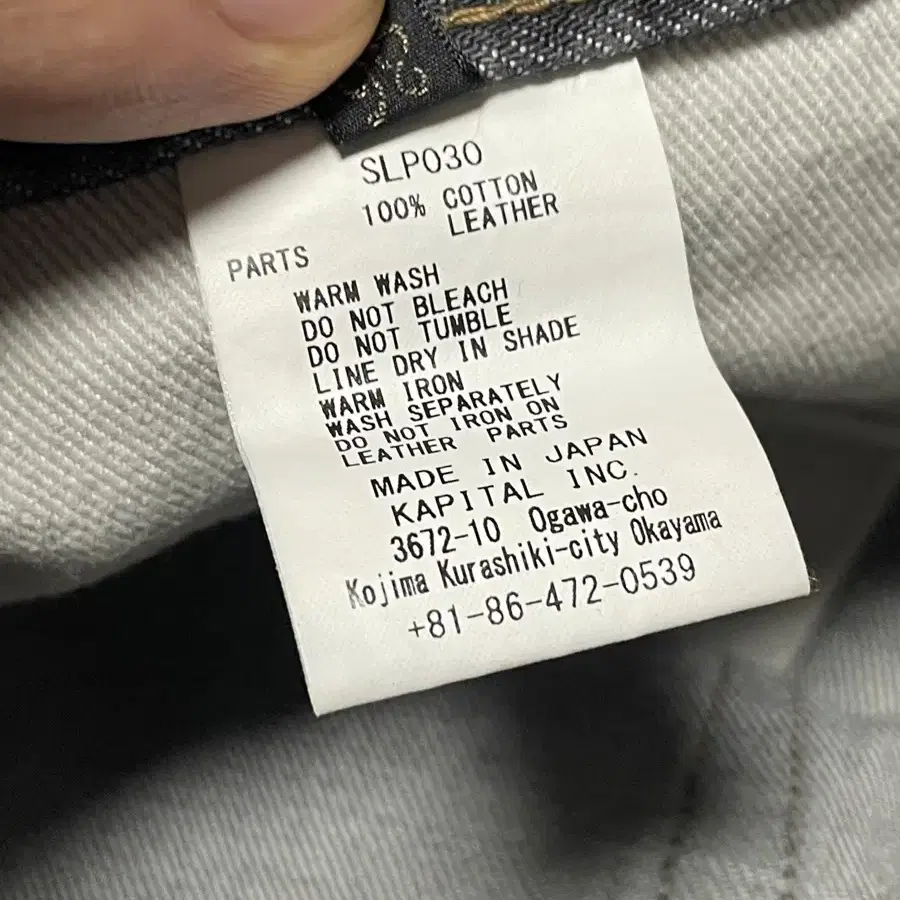 SLP030
100% COTTON
LEATHER
PARTS
WARM WASH
DO NOT BLEACH
DO NOT TUMBLE
LINE DRY IN SHADE
WARM IRON
WASH SEPARATELY
DO NOT IRON ON
LEATHER PARTS
MADE IN JAPAN
KAPITAL INC.
3672-10 Ogawa-cho
Kojima Kurashiki-city Okayama
+81-86-472-0539